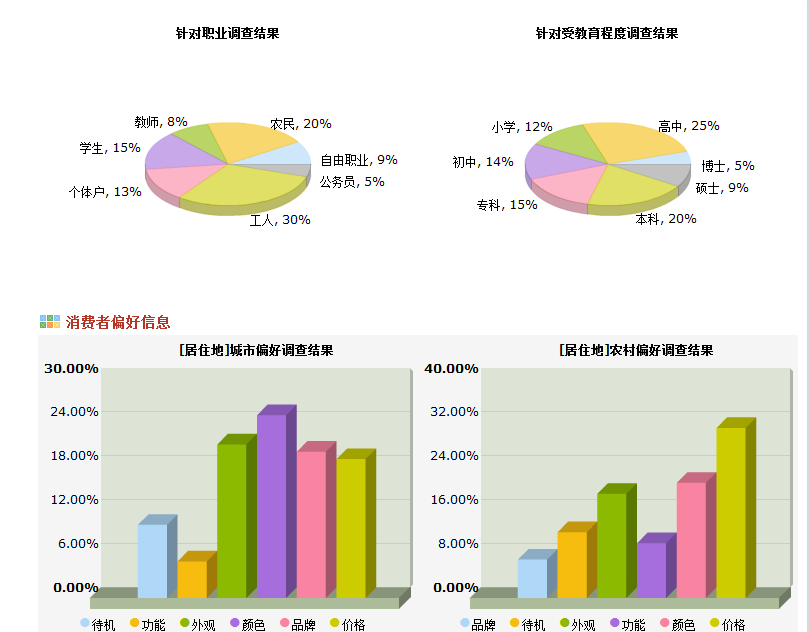 针对职业调查结果
针对受教育程度调查结果
教师, 8%
农民, 20%
学生, 15%
自由职业, 9%
公务员, 5%
个体户, 13%
工人, 30%
小学, 12%
高中, 25%
初中, 14%
博士, 5%
硕士, 9%
专科, 15%
本科, 20%
消费者偏好信息
[居住地]城市偏好调查结果
30.00%
24.00%
18.00%
12.00%
6.00%
0.00%
待机 功能 外观 颜色 品牌 价格
[居住地]农村偏好调查结果
40.00%
32.00%
24.00%
16.00%
8.00%
0.00%
品牌 待机 外观 功能 颜色 价格